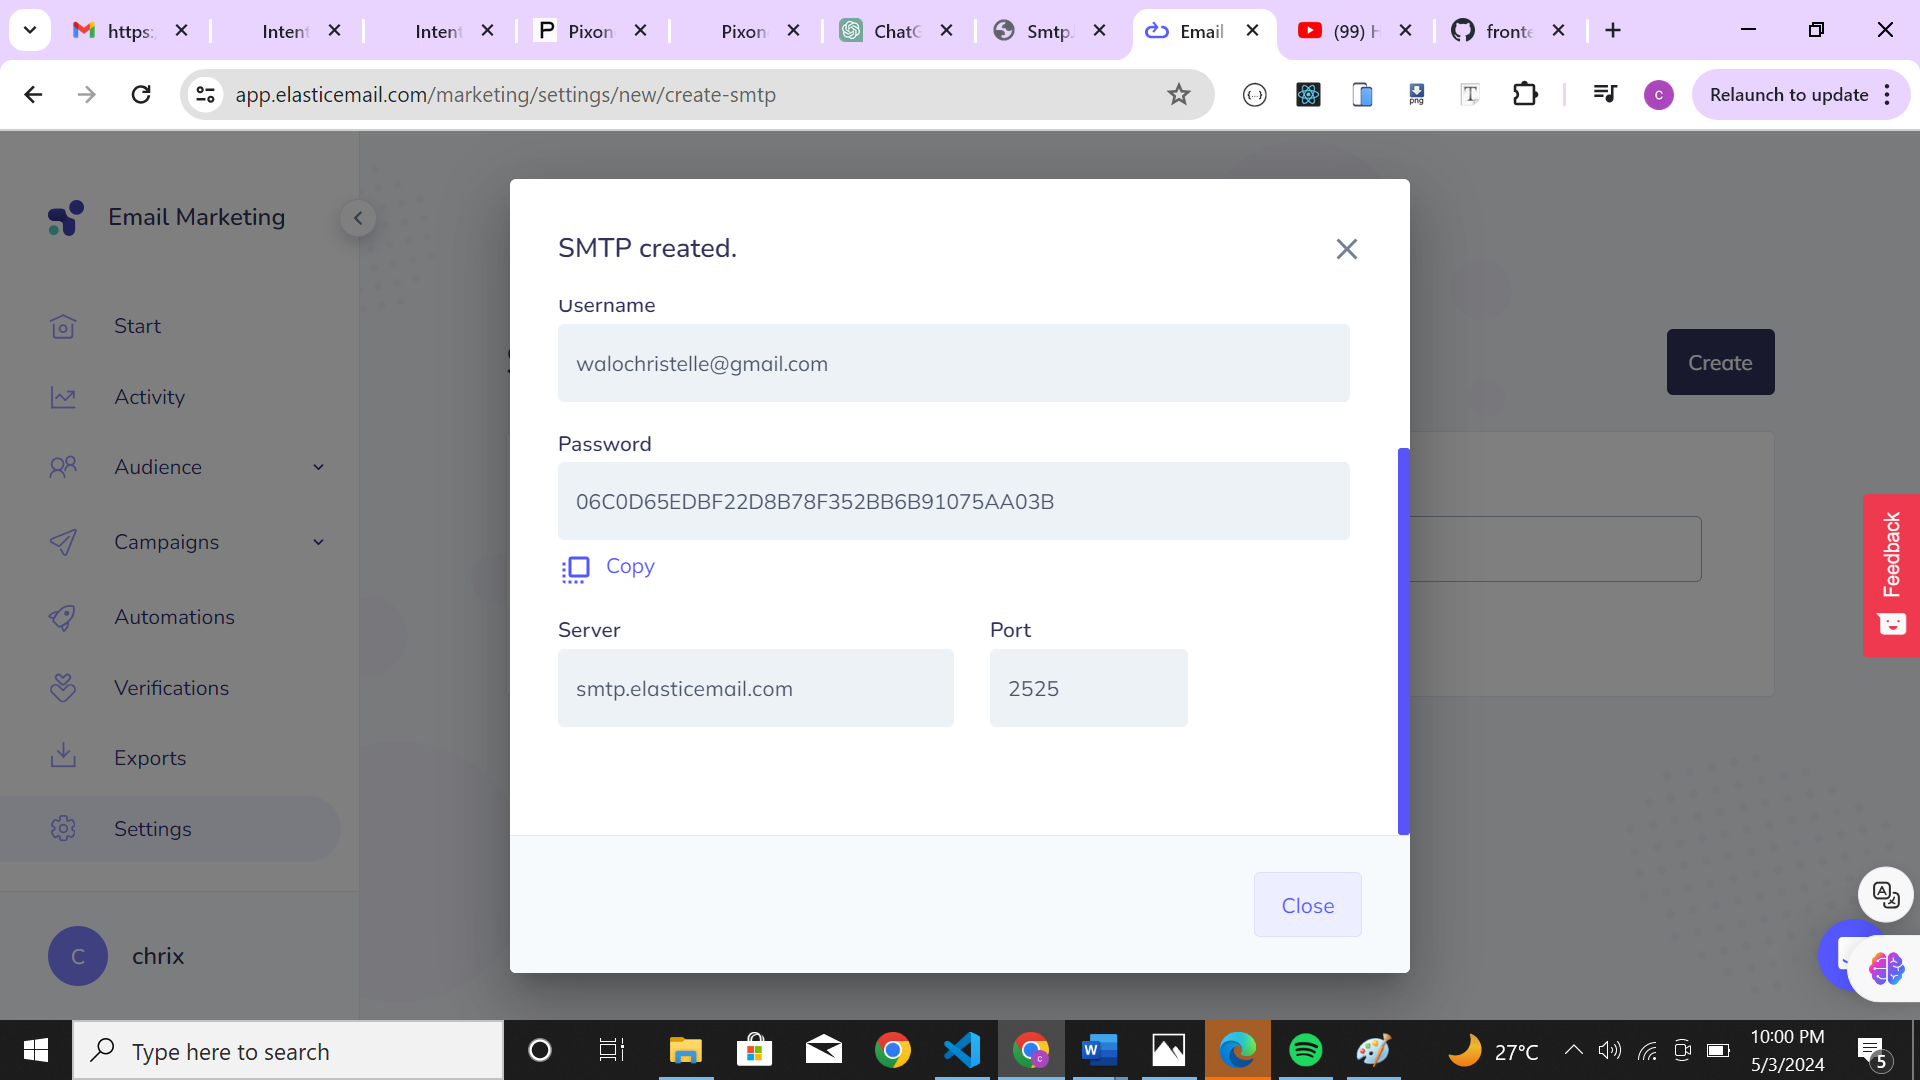 https:
Intent
Intent
Pixon
Pixon
ChatG
Smtp.
Email
(99) H
fronte
app.elasticemail.com/marketing/settings/new/create-smtp
Relaunch to update
Email Marketing
Start
Activity
Audience
Campaigns
Automations
Verifications
Exports
Settings
C
chrix
Create
SMTP created.
Username
walochristelle@gmail.com
Password
06C0D65EDBF22D8B78F352BB6B91075AA03B
Copy
Server
Port
smtp.elasticemail.com
2525
Close
Feedback
Type here to search
27°C
10:00 PM
5/3/2024
5